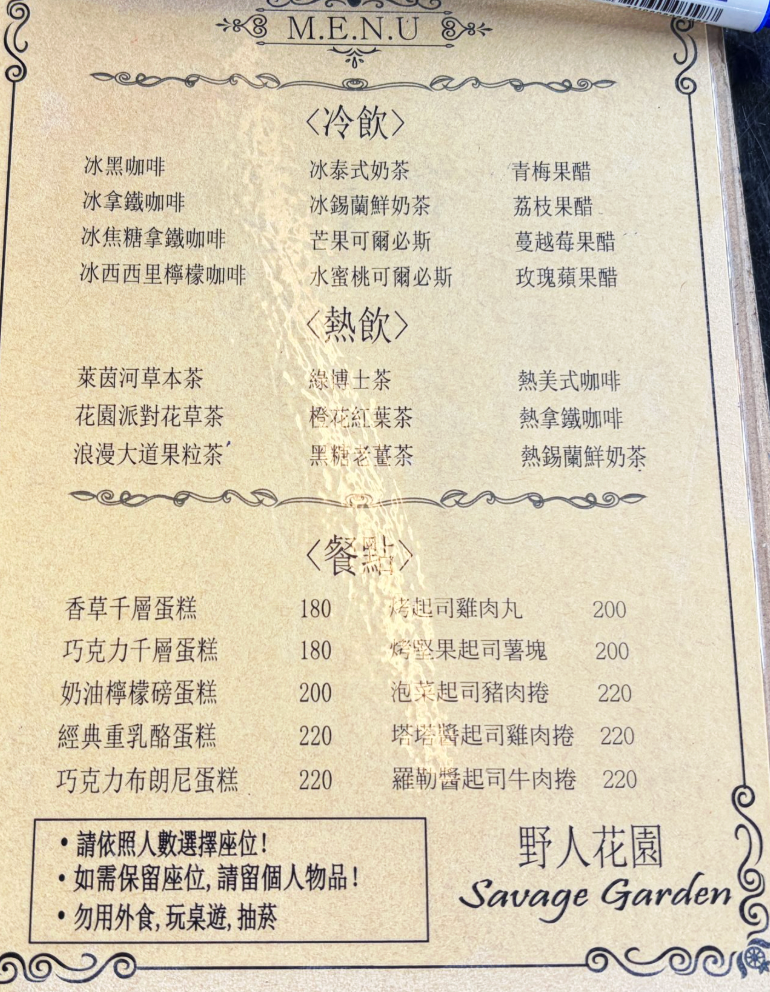 M.E.N.U
〈冷飲〉
冰黑咖啡 冰泰式奶茶 青梅果醋
冰拿鐵咖啡 冰錫蘭鮮奶茶 荔枝果醋
冰焦糖拿鐵咖啡 芒果可爾必斯 蔓越莓果醋
冰西西里檸檬咖啡 水蜜桃可爾必斯 玫瑰蘋果醋
〈熱飲〉
萊茵河草本茶 綠博士茶 熱美式咖啡
花園派對花草茶 橙花紅葉茶 熱拿鐵咖啡
浪漫大道果粒茶 黑糖老薑茶 熱錫蘭鮮奶茶
〈餐點〉
香草千層蛋糕 180 烤起司雞肉丸 200
巧克力千層蛋糕 180 烤堅果起司薯塊 200
奶油檸檬磅蛋糕 200 泡菜起司豬肉捲 220
經典重乳酪蛋糕 220 塔塔醬起司雞肉捲 220
巧克力布朗尼蛋糕 220 羅勒醬起司牛肉捲 220
•請依照人數選擇座位!
•如需保留座位,請留個人物品!
•勿用外食,玩桌遊,抽菸
野人花園
Savage Garden